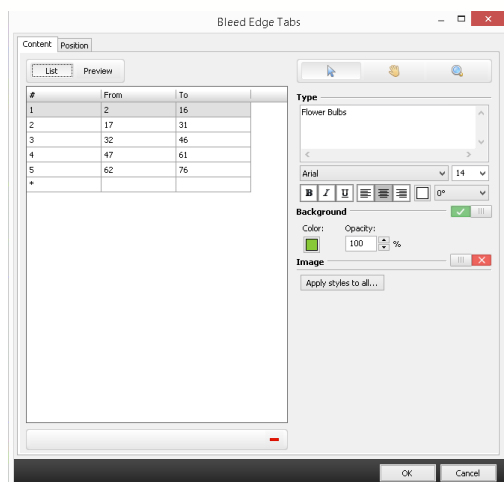 Bleed Edge Tabs
Content Position
List Preview
# From To
1 2 16
2 17 31
3 32 46
4 47 61
5 62 76
*
Type
Flower Bulbs
Arial 14
B I U 0°
Background
Color: Opacity:
100 %
Image
Apply styles to all...
OK Cancel